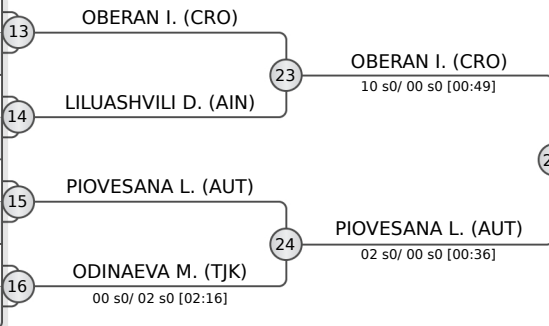 OBERAN I. (CRO)
13
OBERAN I. (CRO)
23
10 s0/ 00 s0 [00:49]
LILUASHVILI D. (AIN)
14
PIOVESANA L. (AUT)
15
PIOVESANA L. (AUT)
24
02 s0/ 00 s0 [00:36]
ODINAEVA M. (TJK)
16
00 s0/ 02 s0 [02:16]